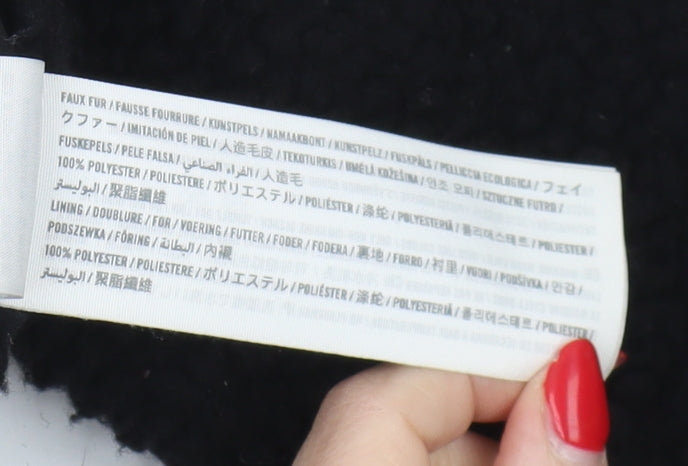 FAUX FUR / FAUSSE FOURRURE / KUNSTPELS / NAMAAKBONT / KUNSTPELZ / FUSKPÄLS / PELLICCIA ECOLOGICA / フェイ
クファー / IMITACIÓN DE PIEL / 人造毛皮 / TEKOTURKIS / UMĚLÁ KOŽEŠINA / 인조 모피 / SZTUCZNE FUTRO /
FUSKEPELS / PELE FALSA / الفراء الصناعي / 人造毛
100% POLYESTER / POLIESTERE / ポリエステル / POLIÉSTER / 涤纶 / POLYESTERIÄ / 폴리에스테르 / POLIESTER /
البوليستر / 聚脂纖維
LINING / DOUBLURE / FOR / VOERING / FUTTER / FODER / FODERA / 裏地 / FORRO / 衬里 / VUORI / PODŠÍVKA / 안감 /
PODSZEWKA / FÓRING / البطانة / 內襯
100% POLYESTER / POLIESTERE / ポリエステル / POLIÉSTER / 涤纶 / POLYESTERIÄ / 폴리에스테르 / POLIESTER /
البوليستر / 聚脂纖維